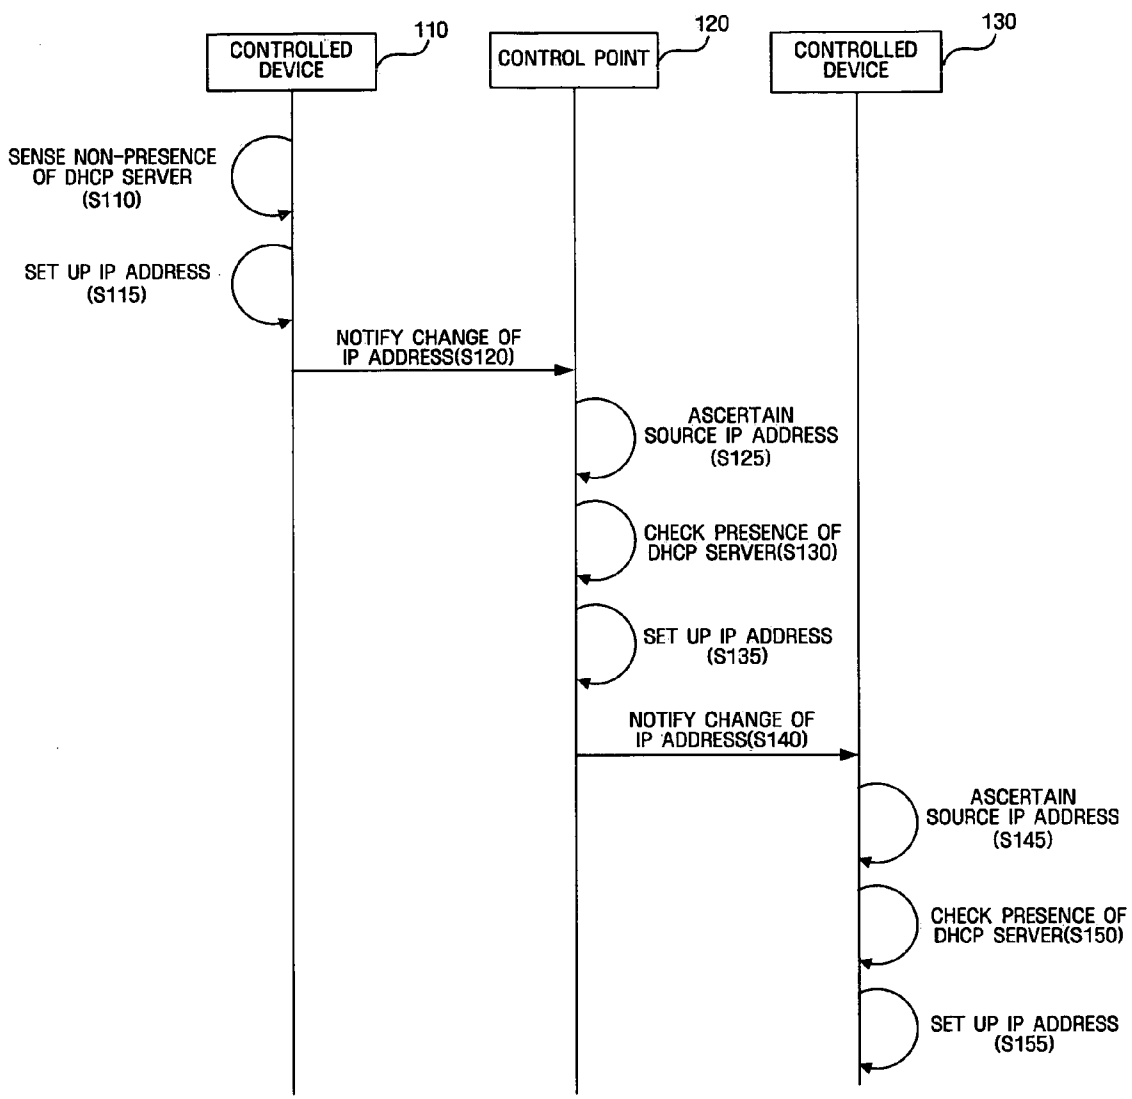 110
120
130
CONTROLLED
DEVICE
CONTROL POINT
CONTROLLED
DEVICE
SENSE NON-PRESENCE
OF DHCP SERVER
(S110)
SET UP IP ADDRESS
(S115)
NOTIFY CHANGE OF
IP ADDRESS(S120)
ASCERTAIN
SOURCE IP ADDRESS
(S125)
CHECK PRESENCE OF
DHCP SERVER(S130)
SET UP IP ADDRESS
(S135)
NOTIFY CHANGE OF
IP ADDRESS(S140)
ASCERTAIN
SOURCE IP ADDRESS
(S145)
CHECK PRESENCE OF
DHCP SERVER(S150)
SET UP IP ADDRESS
(S155)